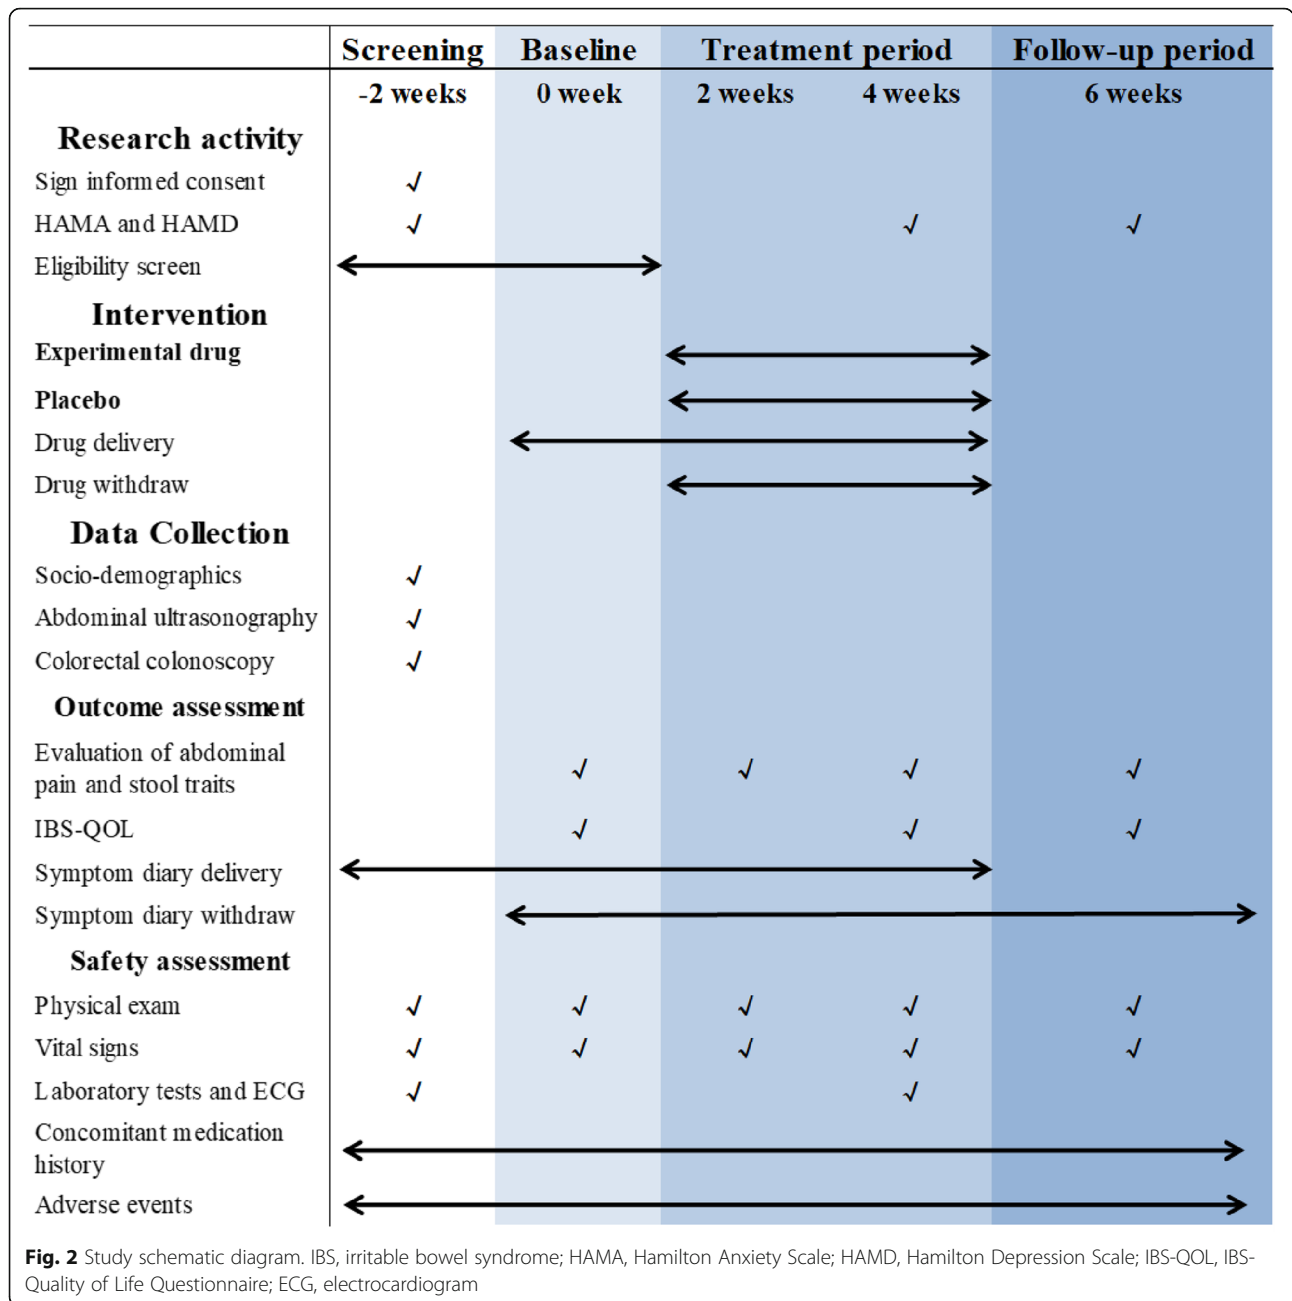 Screening Baseline Treatment period Follow-up period
-2 weeks 0 week 2 weeks 4 weeks 6 weeks
Research activity
Sign informed consent √
HAMA and HAMD √ √ √
Eligibility screen
Intervention
Experimental drug
Placebo
Drug delivery
Drug withdraw
Data Collection
Socio-demographics √
Abdominal ultrasonography √
Colorectal colonoscopy √
Outcome assessment
Evaluation of abdominal
pain and stool traits √ √ √ √
IBS-QOL √ √ √
Symptom diary delivery
Symptom diary withdraw
Safety assessment
Physical exam √ √ √ √ √
Vital signs √ √ √ √ √
Laboratory tests and ECG √ √
Concomitant medication
history
Adverse events
Fig. 2 Study schematic diagram. IBS, irritable bowel syndrome; HAMA, Hamilton Anxiety Scale; HAMD, Hamilton Depression Scale; IBS-QOL, IBS-
Quality of Life Questionnaire; ECG, electrocardiogram